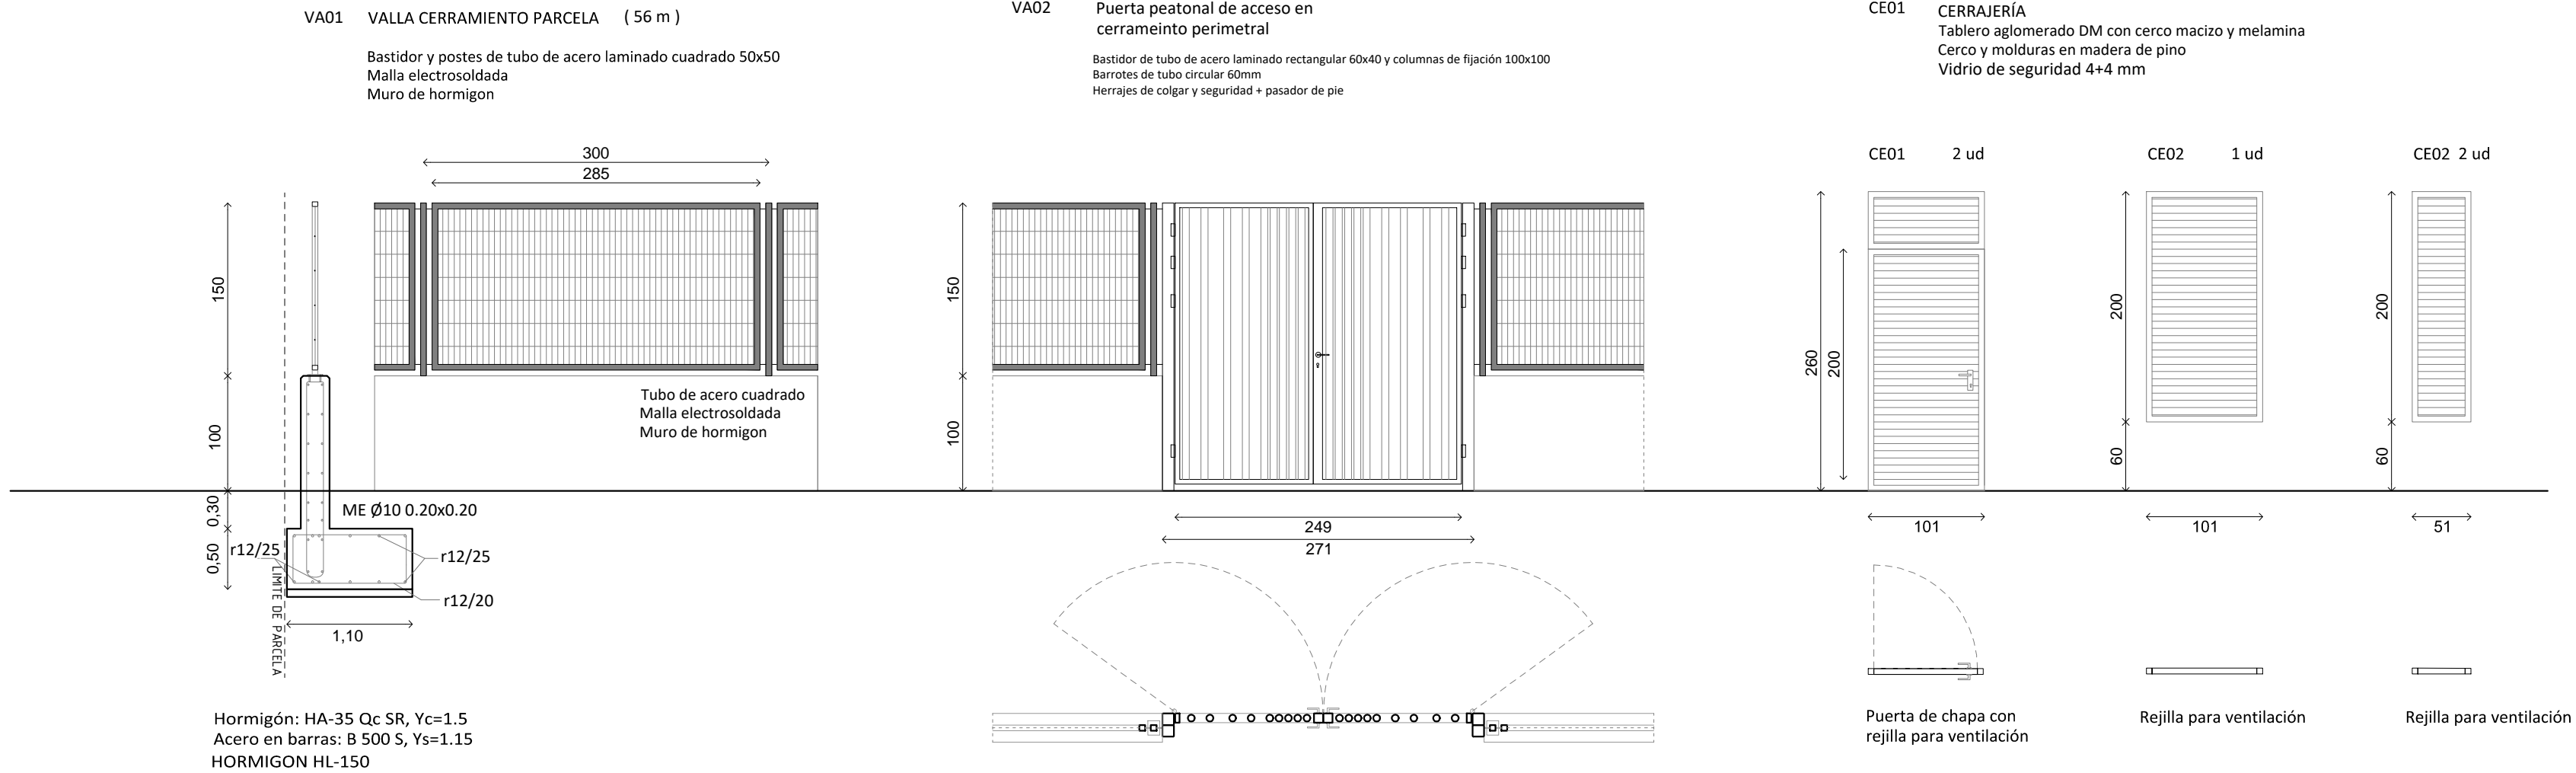 VA01 VALLA CERRAMIENTO PARCELA ( 56 m )
Bastidor y postes de tubo de acero laminado cuadrado 50x50
Malla electrosoldada
Muro de hormigon
300
285
150
100
0,30
0,50
Tubo de acero cuadrado
Malla electrosoldada
Muro de hormigon
ME Ø10 0.20x0.20
r12/25
r12/25
r12/20
1,10
LIMITE DE PARCELA
Hormigón: HA-35 Qc SR, Yc=1.5
Acero en barras: B 500 S, Ys=1.15
HORMIGON HL-150
VA02 Puerta peatonal de acceso en
cerrameinto perimetral
Bastidor de tubo de acero laminado rectangular 60x40 y columnas de fijación 100x100
Barrotes de tubo circular 60mm
Herrajes de colgar y seguridad + pasador de pie
150
100
249
271
CE01 CERRAJERÍA
Tablero aglomerado DM con cerco macizo y melamina
Cerco y molduras en madera de pino
Vidrio de seguridad 4+4 mm
CE01 2 ud
260
200
101
Puerta de chapa con
rejilla para ventilación
CE02 1 ud
200
60
101
Rejilla para ventilación
CE02 2 ud
200
60
51
Rejilla para ventilación